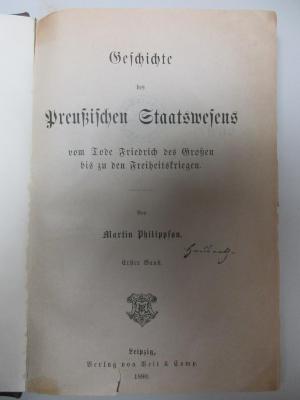 Geschichte
des
Preußischen Staatswesens
vom Tode Friedrich des Großen
bis zu den Freiheitskriegen.
Von
Martin Philippson.
Erster Band.
Leipzig,
Verlag von Veit & Comp.
1880.